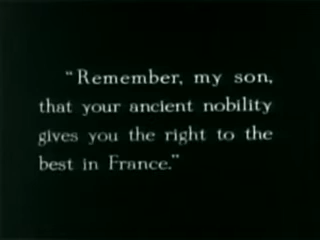 “Remember, my son,
that your ancient nobility
gives you the right to the
best in France.”